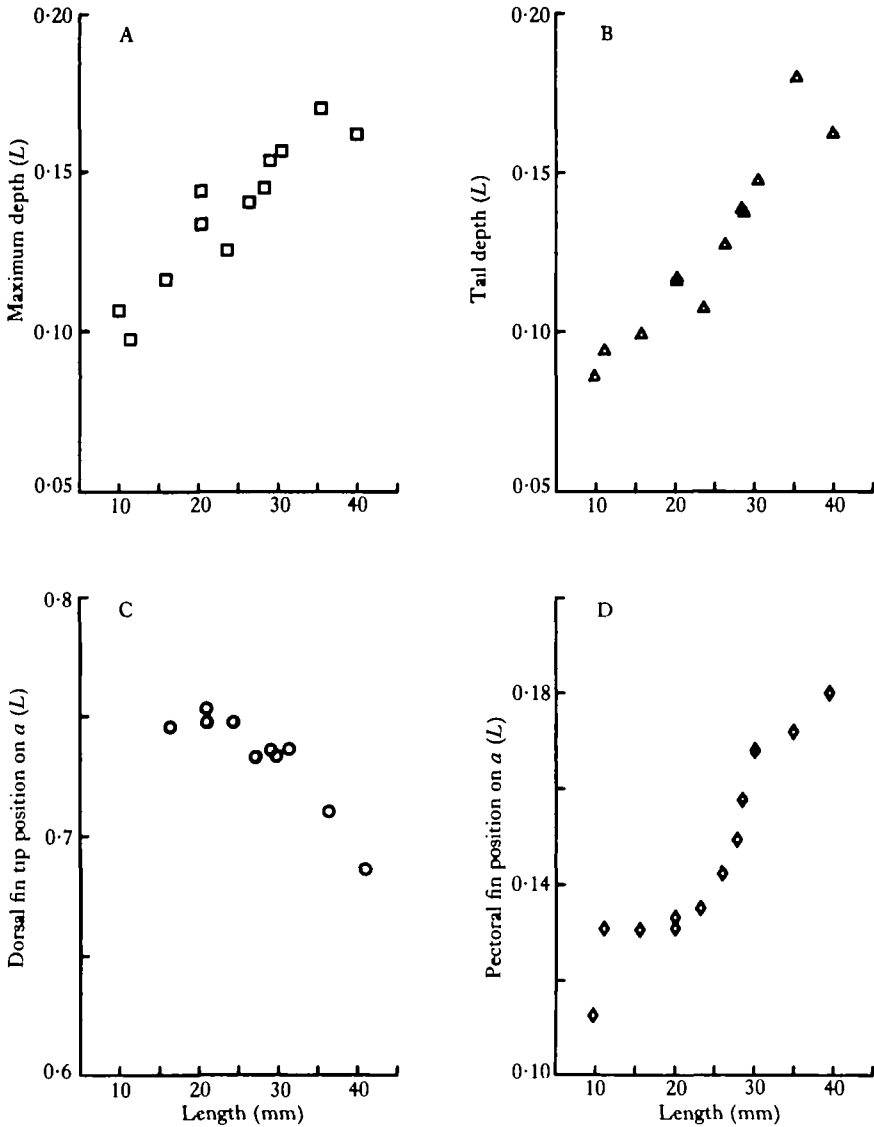 A
Maximum depth (L)
0·20
0·15
0·10
0·05
10 20 30 40
B
Tail depth (L)
0·20
0·15
0·10
0·05
10 20 30 40
C
Dorsal fin tip position on a (L)
0·8
0·7
0·6
10 20 30 40
Length (mm)
D
Pectoral fin position on a (L)
0·18
0·14
0·10
10 20 30 40
Length (mm)